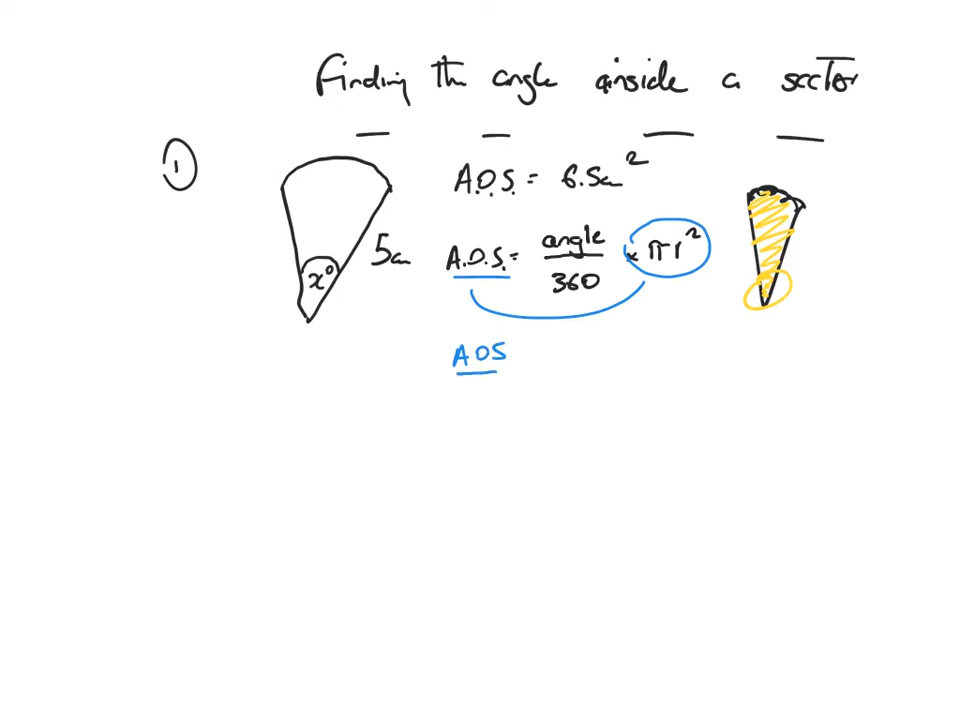 Finding the angle inside a sector
① A.O.S. = 6.5cm²
5cm
x°
A.O.S. = angle/360 × πr²
AOS